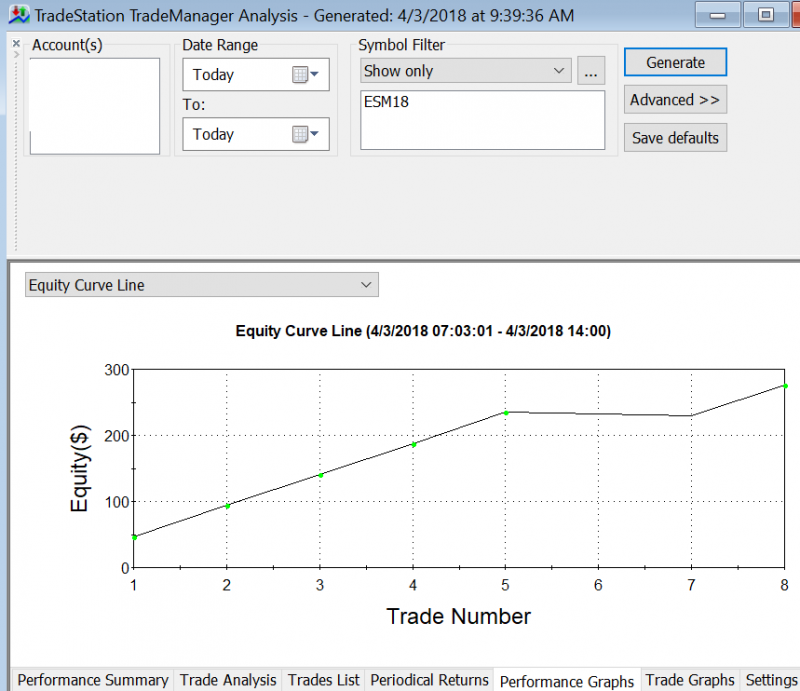 TradeStation TradeManager Analysis - Generated: 4/3/2018 at 9:39:36 AM
Account(s)
Date Range
Symbol Filter
Today
Show only
...
Generate
To:
ESM18
Advanced >>
Today
Save defaults
Equity Curve Line
Equity Curve Line (4/3/2018 07:03:01 - 4/3/2018 14:00)
300
200
100
0
Equity($)
1 2 3 4 5 6 7 8
Trade Number
Performance Summary Trade Analysis Trades List Periodical Returns Performance Graphs Trade Graphs Settings